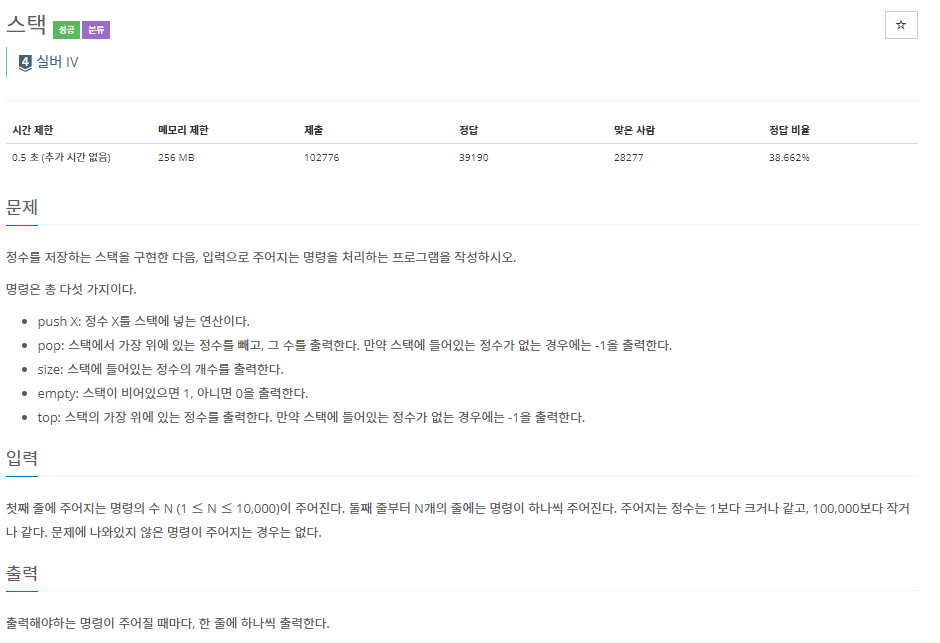 스택 성공 분류
☆
4 실버 IV
시간 제한 메모리 제한 제출 정답 맞은 사람 정답 비율
0.5 초 (추가 시간 없음) 256 MB 102776 39190 28277 38.662%
문제
정수를 저장하는 스택을 구현한 다음, 입력으로 주어지는 명령을 처리하는 프로그램을 작성하시오.
명령은 총 다섯 가지이다.
• push X: 정수 X를 스택에 넣는 연산이다.
• pop: 스택에서 가장 위에 있는 정수를 빼고, 그 수를 출력한다. 만약 스택에 들어있는 정수가 없는 경우에는 -1을 출력한다.
• size: 스택에 들어있는 정수의 개수를 출력한다.
• empty: 스택이 비어있으면 1, 아니면 0을 출력한다.
• top: 스택의 가장 위에 있는 정수를 출력한다. 만약 스택에 들어있는 정수가 없는 경우에는 -1을 출력한다.
입력
첫째 줄에 주어지는 명령의 수 N (1 ≤ N ≤ 10,000)이 주어진다. 둘째 줄부터 N개의 줄에는 명령이 하나씩 주어진다. 주어지는 정수는 1보다 크거나 같고, 100,000보다 작거
나 같다. 문제에 나와있지 않은 명령이 주어지는 경우는 없다.
출력
출력해야하는 명령이 주어질 때마다, 한 줄에 하나씩 출력한다.